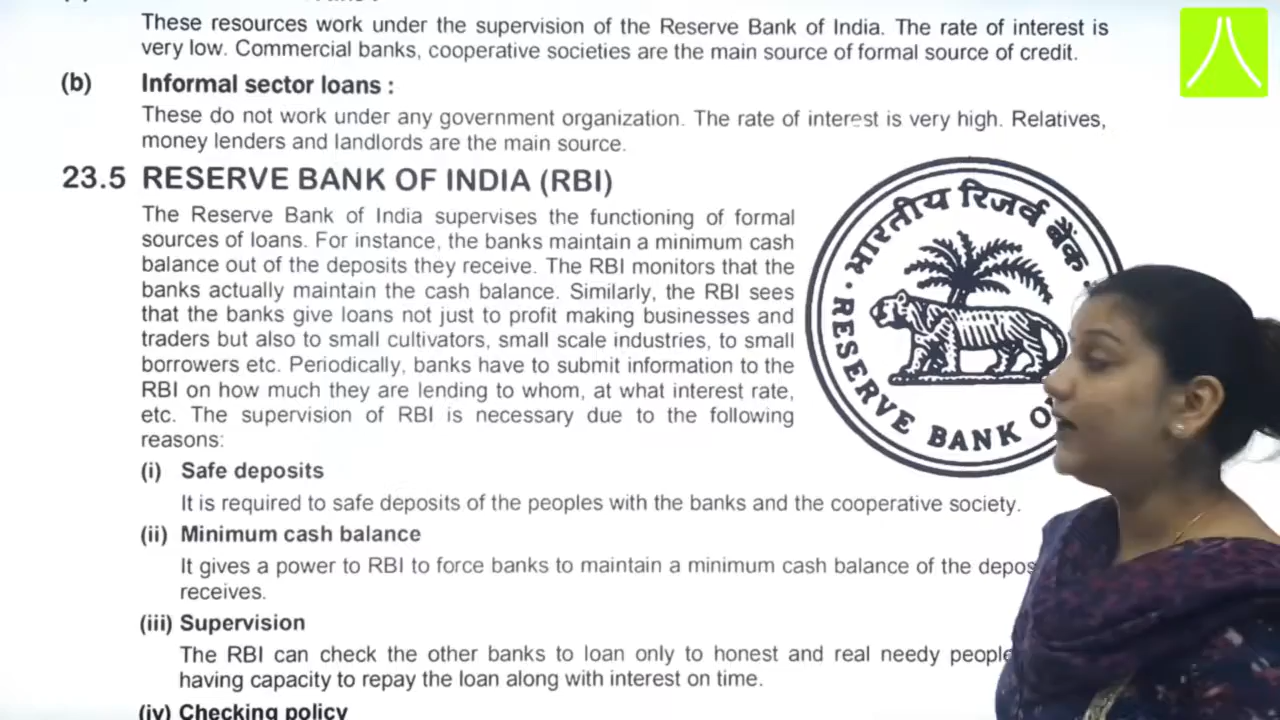 These resources work under the supervision of the Reserve Bank of India. The rate of interest is
very low. Commercial banks, cooperative societies are the main source of formal source of credit.
(b) Informal sector loans :
These do not work under any government organization. The rate of interest is very high. Relatives,
money lenders and landlords are the main source.
23.5 RESERVE BANK OF INDIA (RBI)
The Reserve Bank of India supervises the functioning of formal
sources of loans. For instance, the banks maintain a minimum cash
balance out of the deposits they receive. The RBI monitors that the
banks actually maintain the cash balance. Similarly, the RBI sees
that the banks give loans not just to profit making businesses and
traders but also to small cultivators, small scale industries, to small
borrowers etc. Periodically, banks have to submit information to the
RBI on how much they are lending to whom, at what interest rate,
etc. The supervision of RBI is necessary due to the following
reasons:
भारतीय रिज़र्व बैंक
RESERVE BANK
(i) Safe deposits
It is required to safe deposits of the peoples with the banks and the cooperative society.
(ii) Minimum cash balance
It gives a power to RBI to force banks to maintain a minimum cash balance of the
receives.
(iii) Supervision
The RBI can check the other banks to loan only to honest and real needy people
having capacity to repay the loan along with interest on time.
(iv) Checking policy